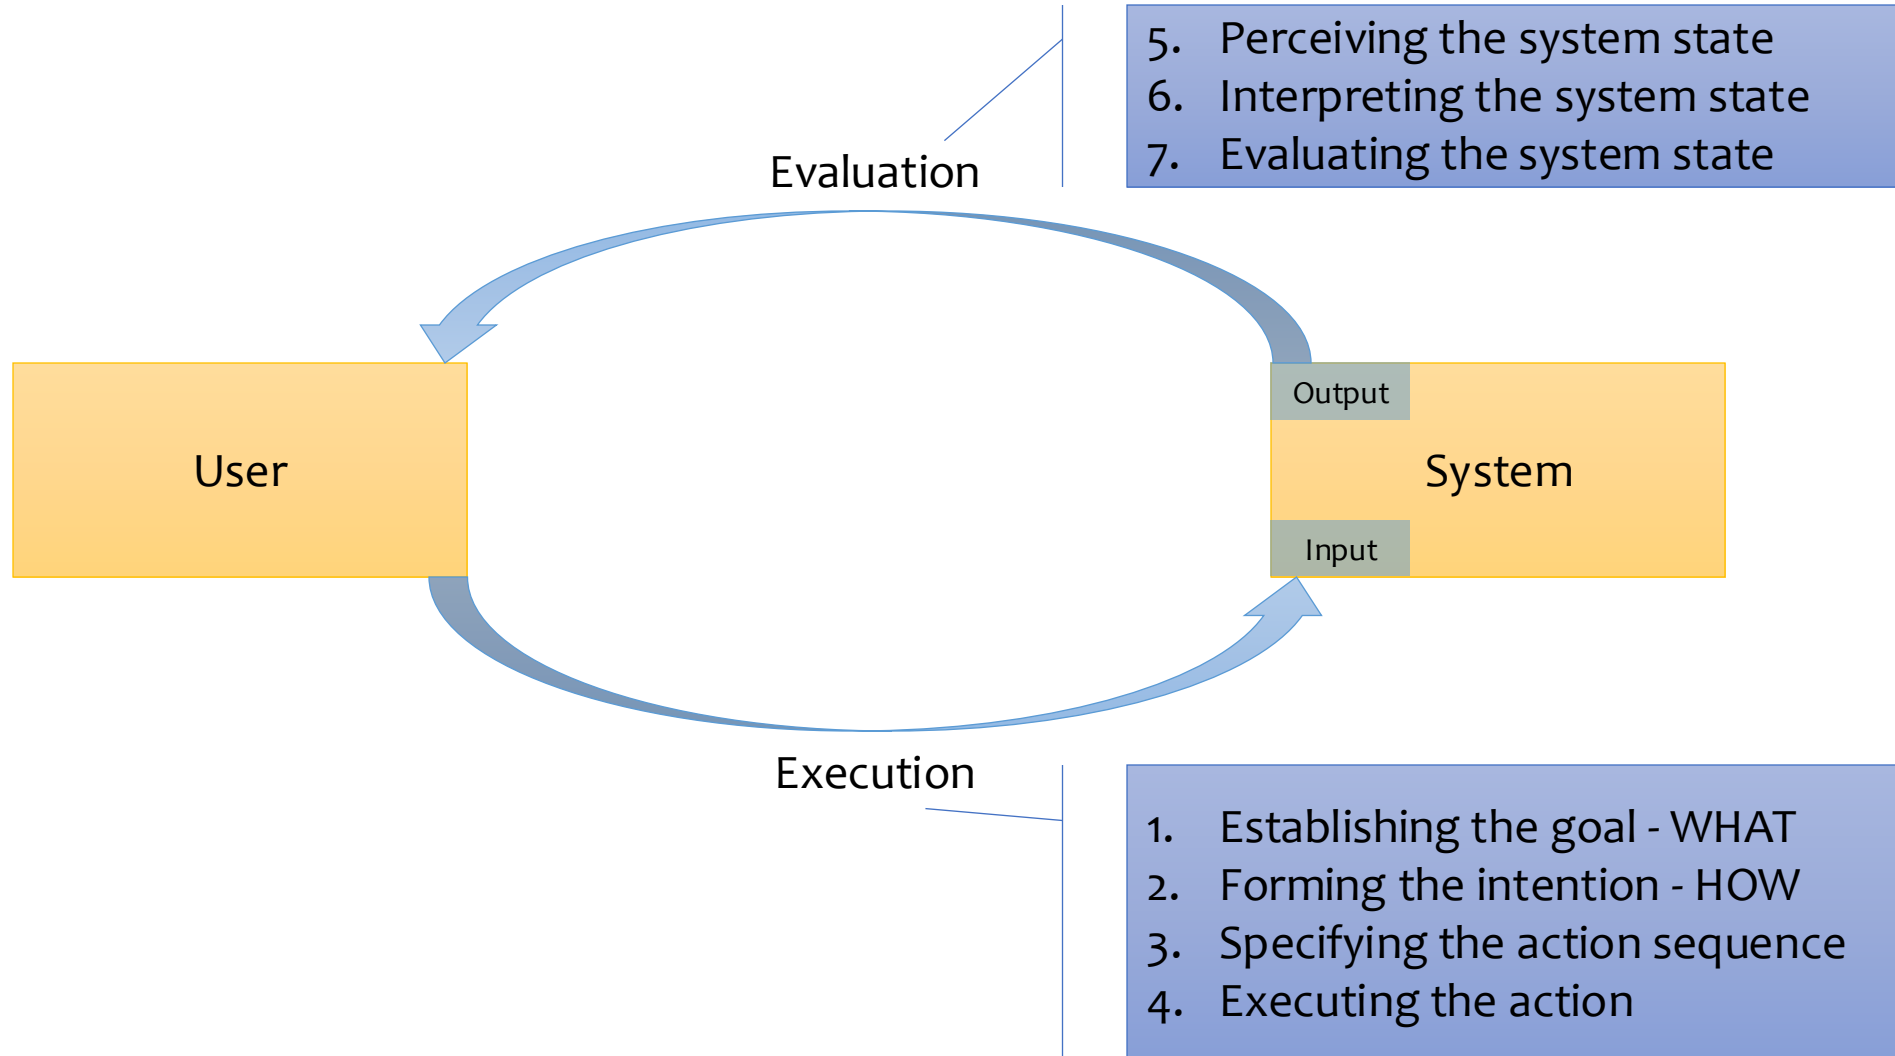 5. Perceiving the system state
6. Interpreting the system state
7. Evaluating the system state
Evaluation
User
Output
System
Input
Execution
1. Establishing the goal - WHAT
2. Forming the intention - HOW
3. Specifying the action sequence
4. Executing the action